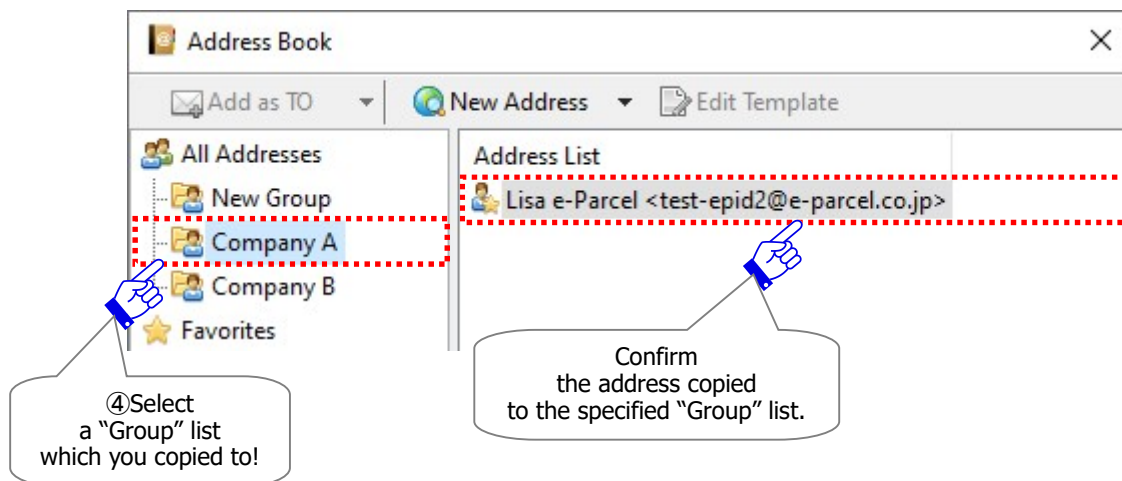 Address Book
Add as TO
New Address
Edit Template
All Addresses
New Group
Company A
Company B
Favorites
Address List
Lisa e-Parcel <test-epid2@e-parcel.co.jp>
④Select
a “Group” list
which you copied to!
Confirm
the address copied
to the specified “Group” list.